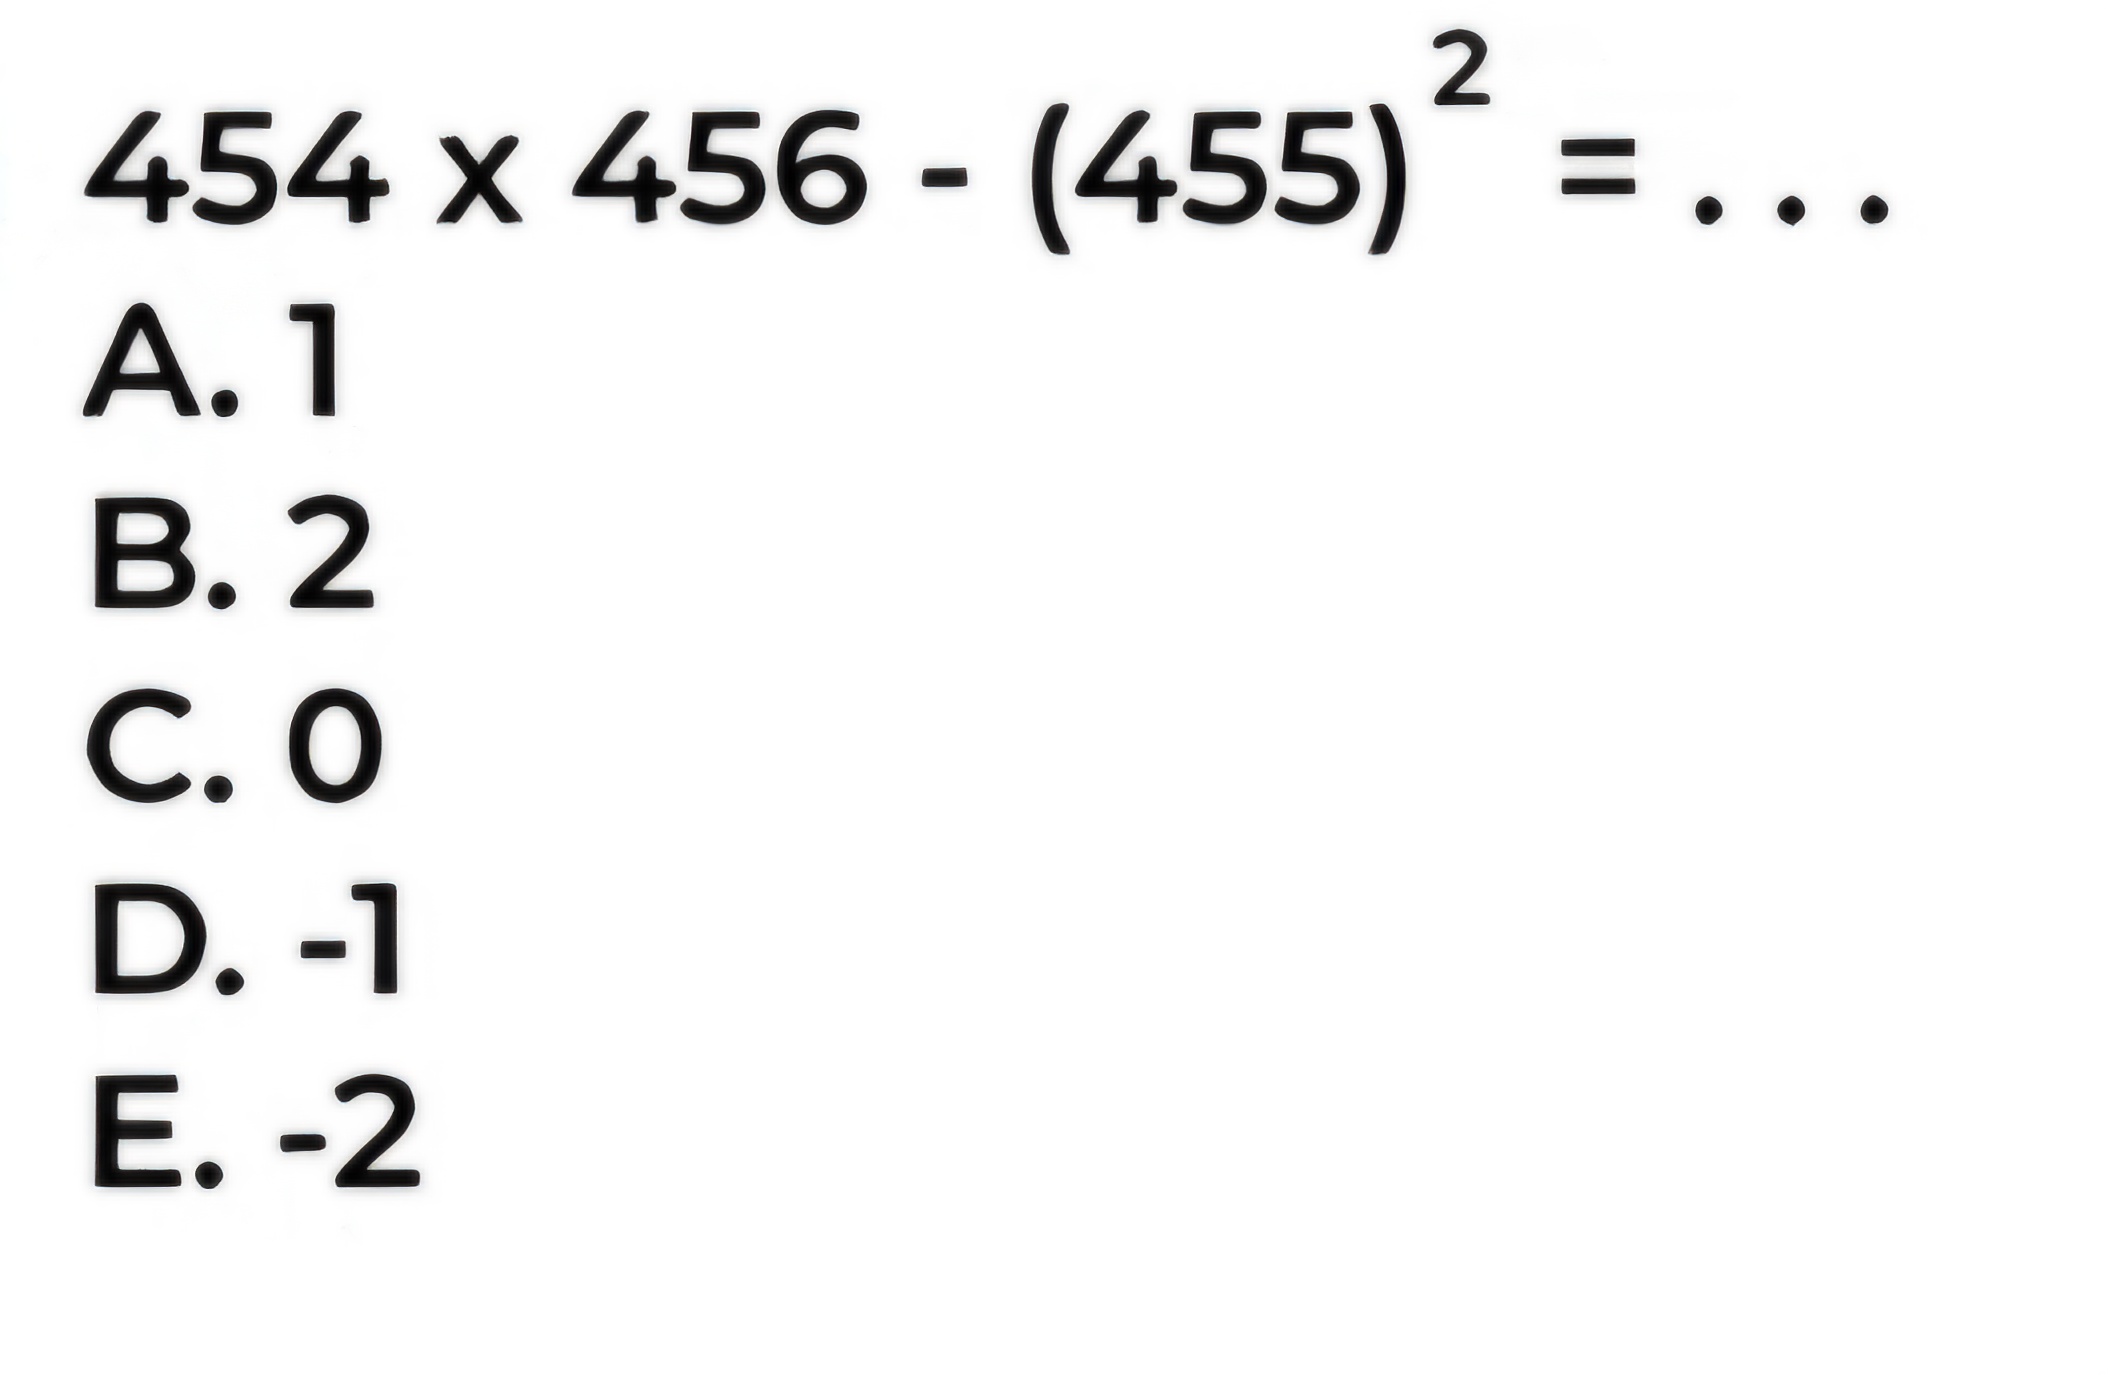 454 x 456 - (455)² = . . .
A. 1
B. 2
C. 0
D. -1
E. -2